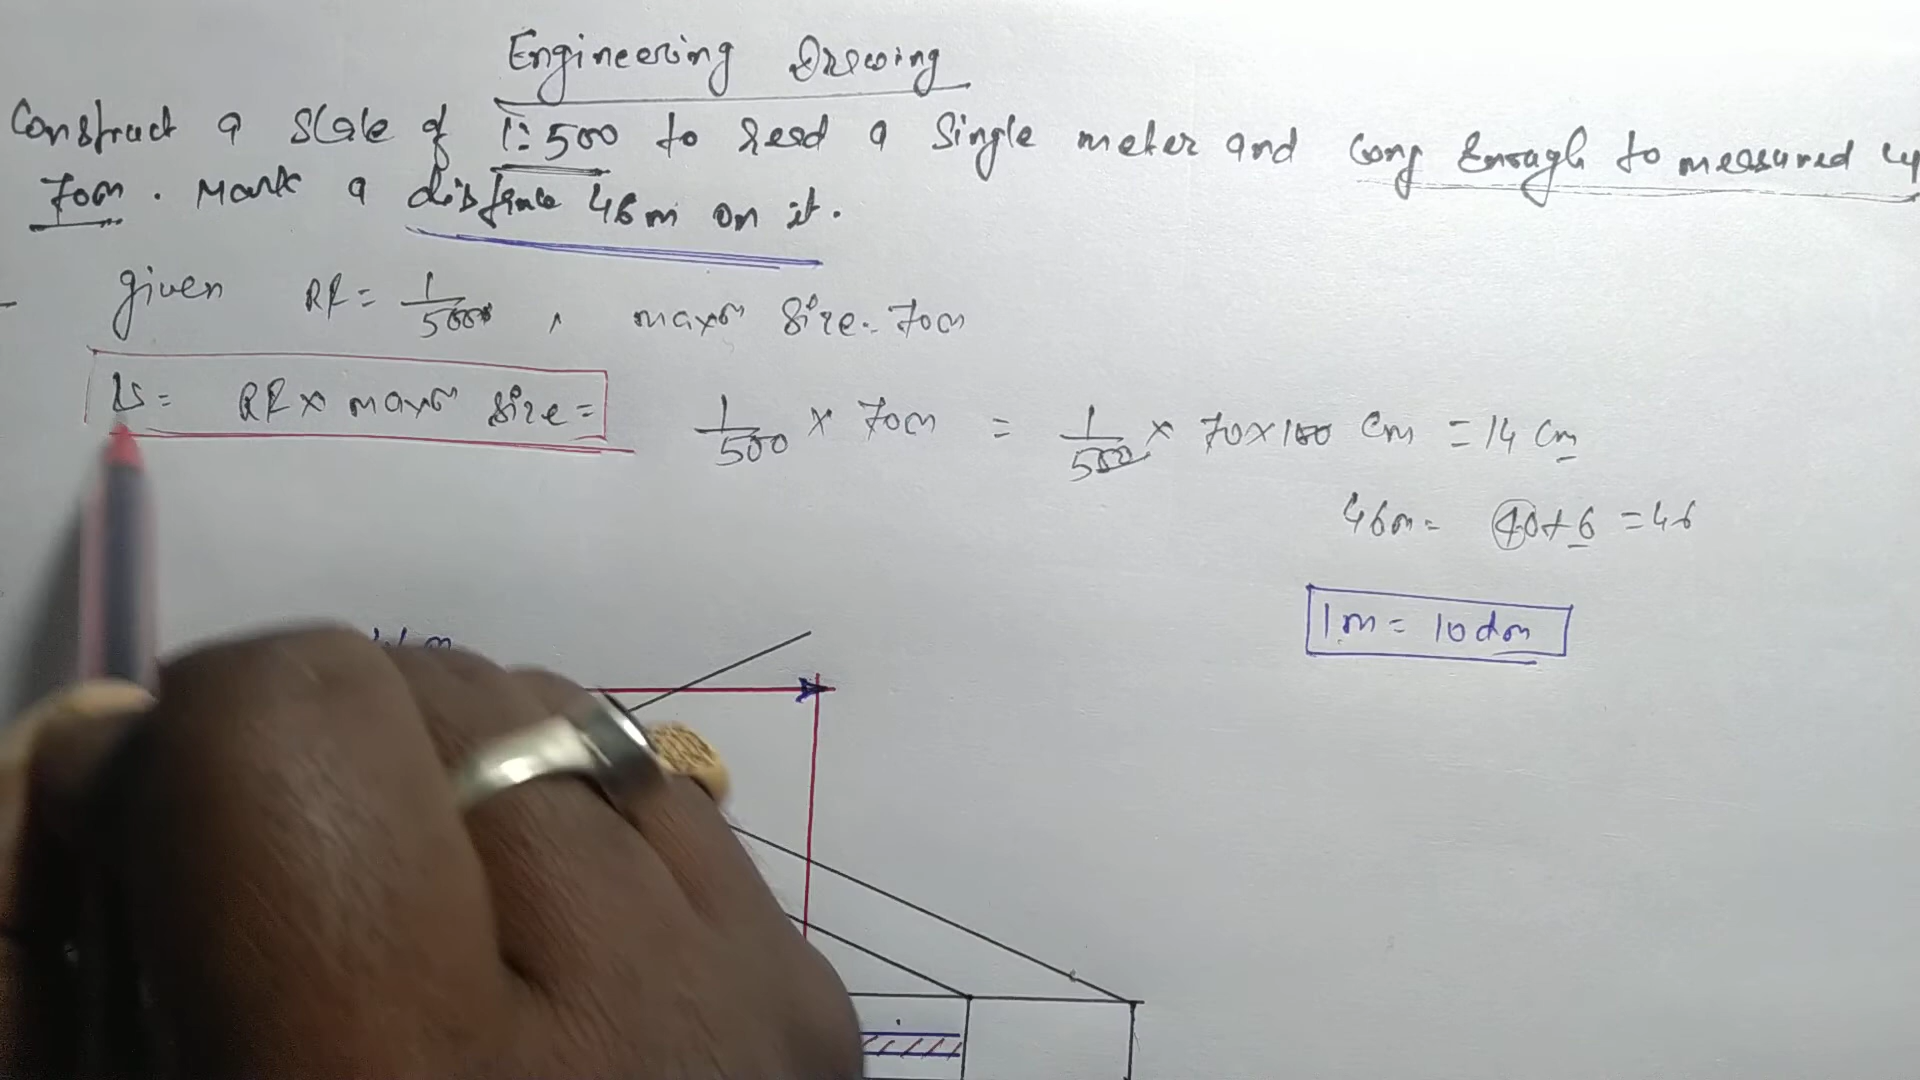 Engineering Drawing
Construct a scale of 1:500 to read a single meter and long Enough to measured up
70m. Mark a distance 46m on it.
given RF = 1/500, maxm size = 70m
LS = RF × maxm size = 1/500 × 70m = 1/500 × 70×100 cm = 14 cm
46m = 40+6 = 46
1m = 10dm